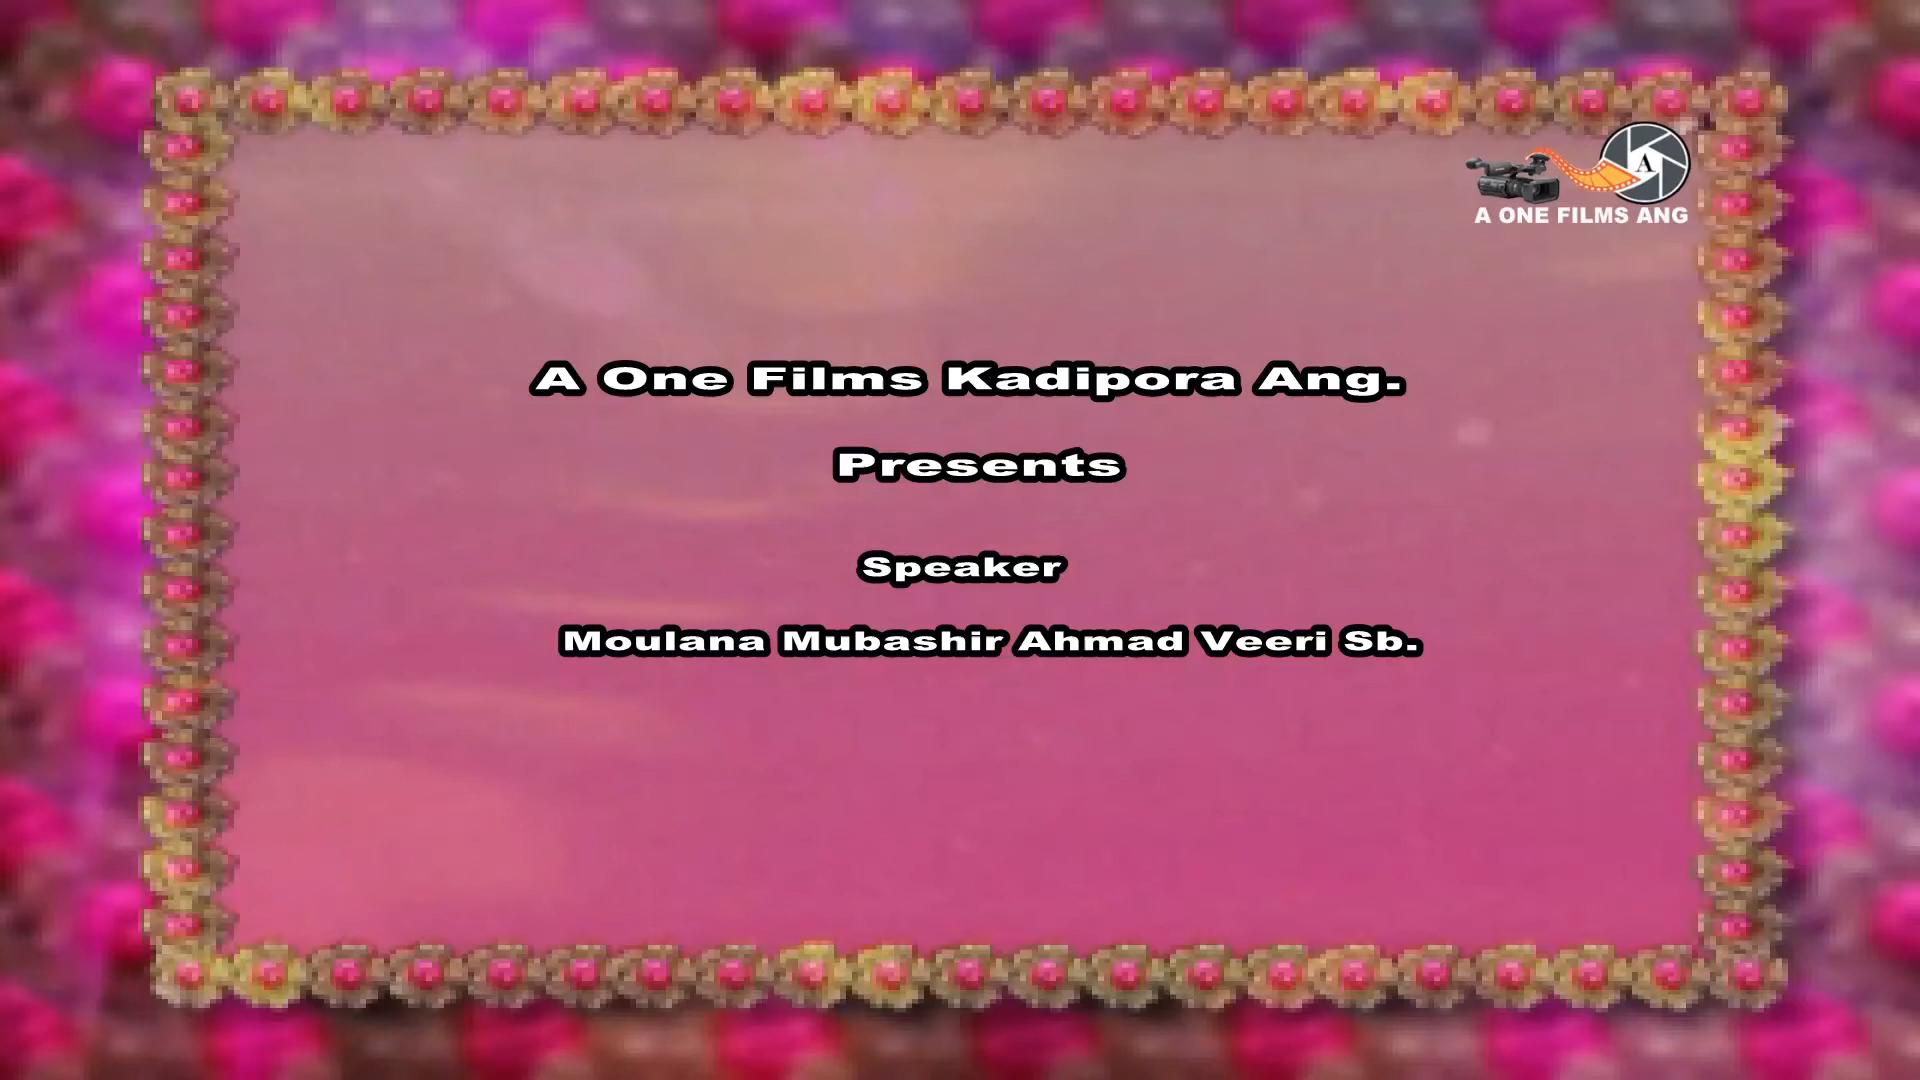 A
A ONE FILMS ANG
A One Films Kadipora Ang.
Presents
Speaker
Moulana Mubashir Ahmad Veeri Sb.